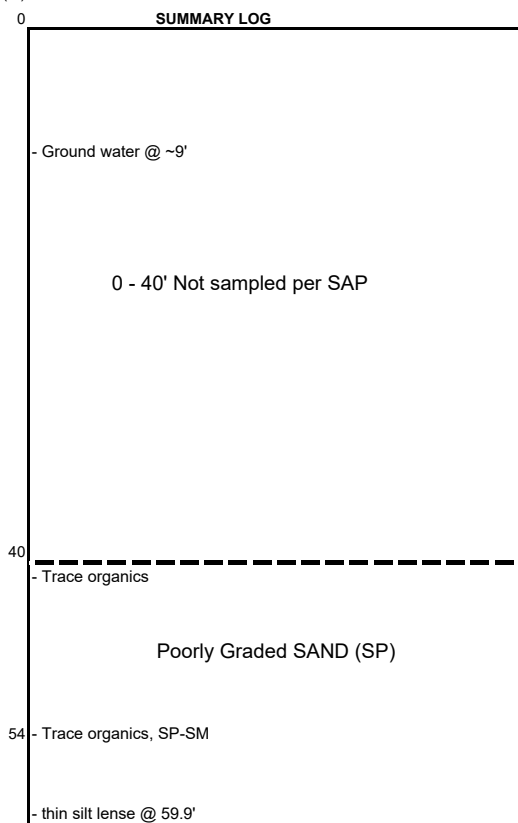 0
SUMMARY LOG
- Ground water @ ~9'
0 - 40' Not sampled per SAP
40
- Trace organics
Poorly Graded SAND (SP)
54
- Trace organics, SP-SM
- thin silt lense @ 59.9'